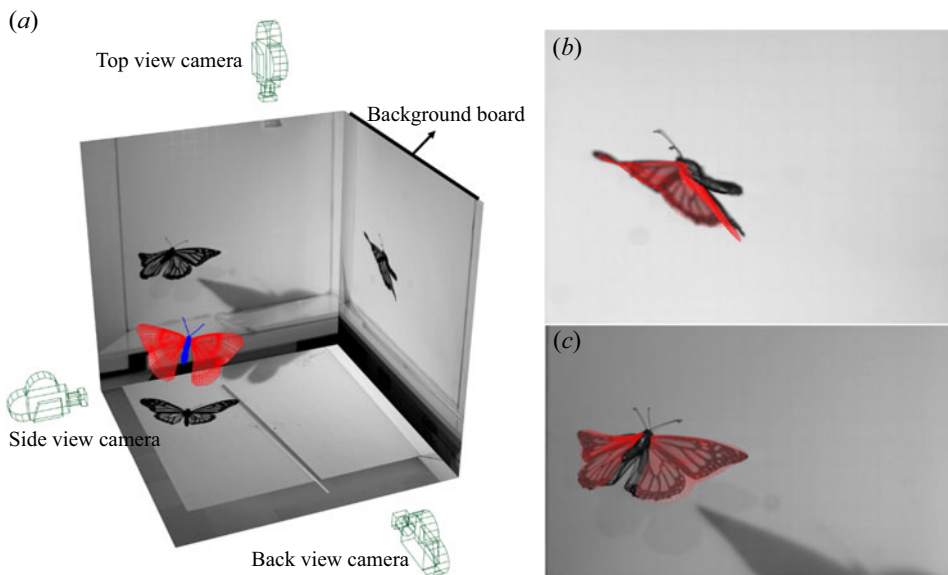 (a)
Top view camera
Background board
Side view camera
Back view camera
(b)
(c)